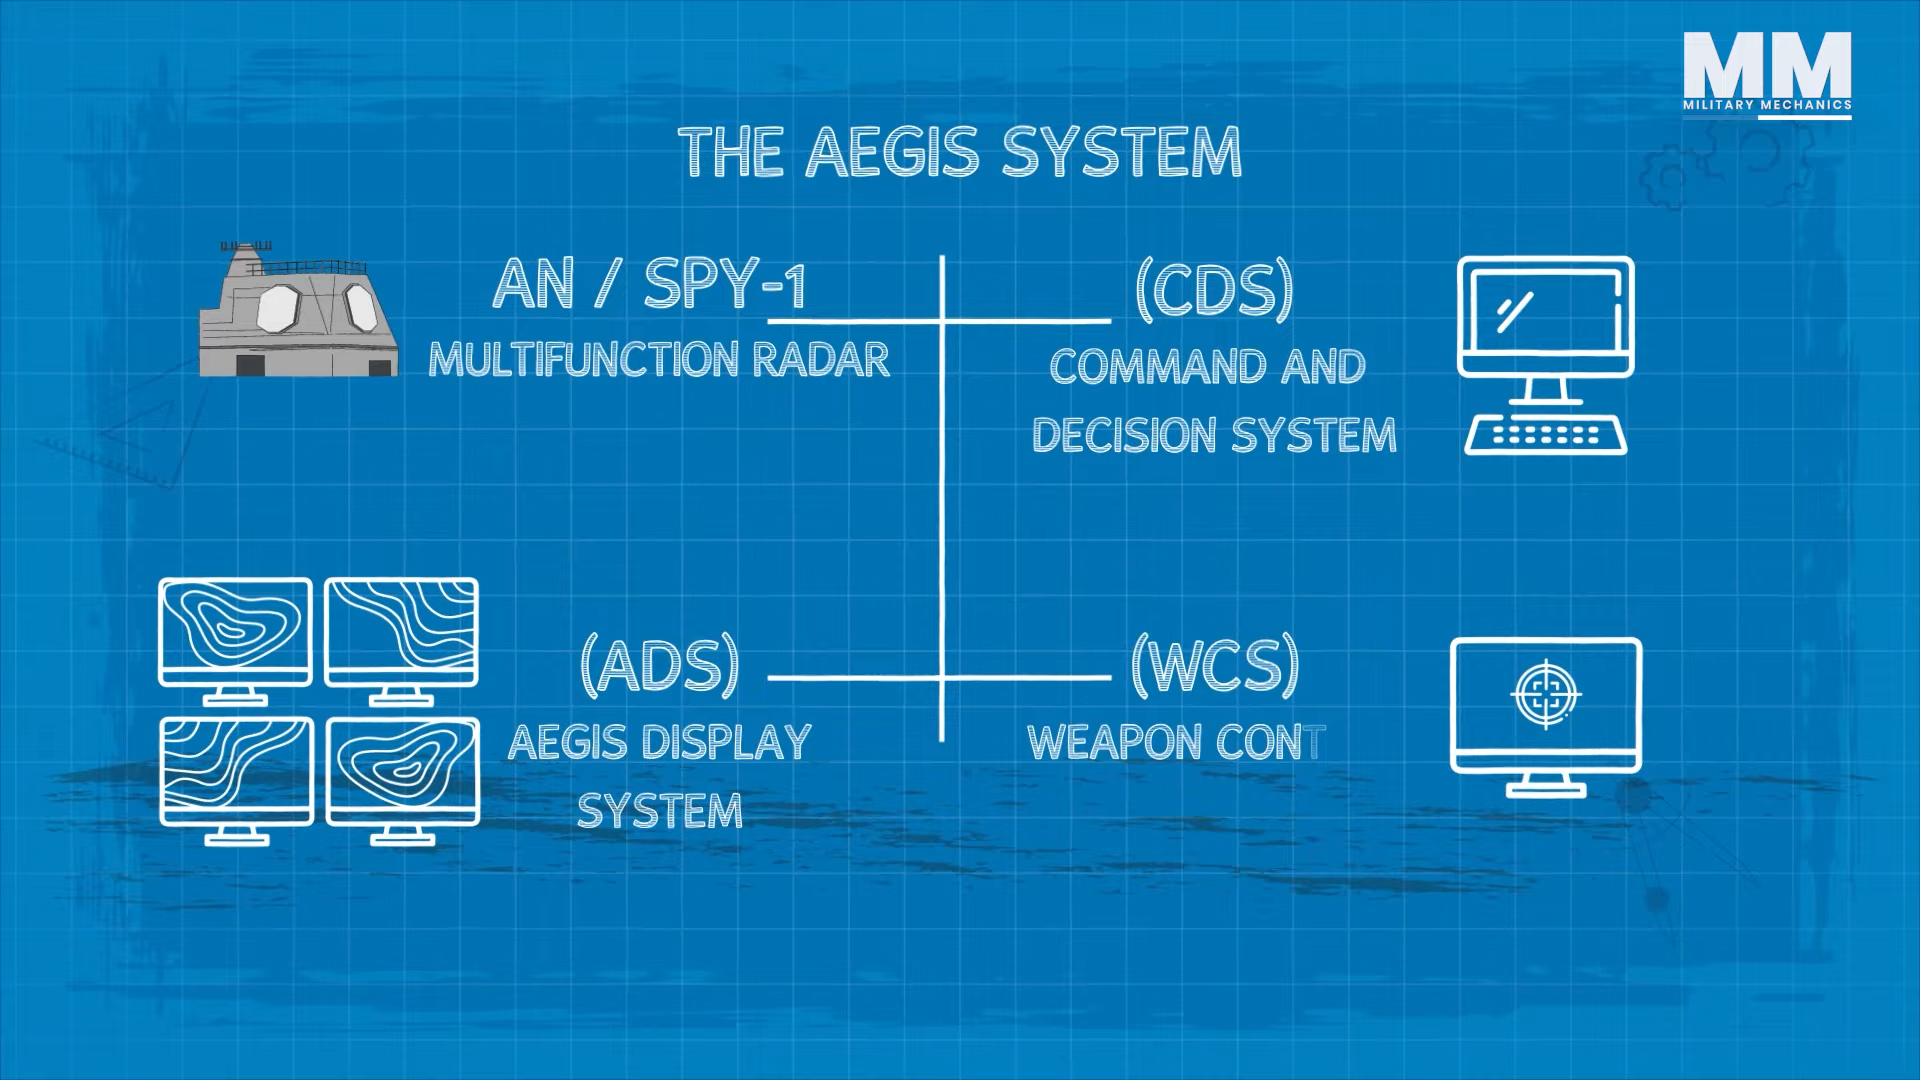 MM
MILITARY MECHANICS
THE AEGIS SYSTEM
AN / SPY-1
MULTIFUNCTION RADAR
(CDS)
COMMAND AND
DECISION SYSTEM
(ADS)
AEGIS DISPLAY
SYSTEM
(WCS)
WEAPON CONT